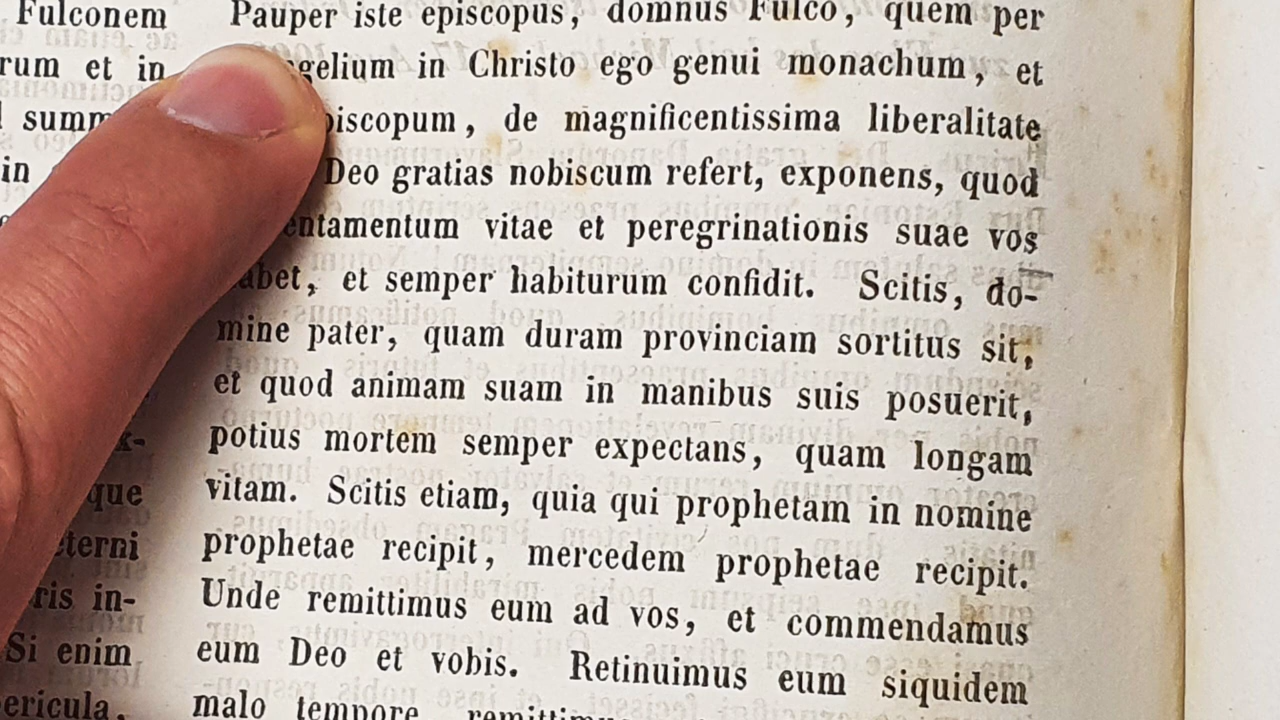 Fulconem
rum et in
summ
in
que
eterni
ris in-
Si enim
ericula,
Pauper iste episcopus, domnus Fulco, quem per
gelium in Christo ego genui monachum, et
piscopum, de magnificentissima liberalitate
Deo gratias nobiscum refert, exponens, quod
entamentum vitae et peregrinationis suae vos
abet, et semper habiturum confidit. Scitis, do-
mine pater, quam duram provinciam sortitus sit,
et quod animam suam in manibus suis posuerit,
potius mortem semper expectans, quam longam
vitam. Scitis etiam, quia qui prophetam in nomine
prophetae recipit, mercedem prophetae recipit.
Unde remittimus eum ad vos, et commendamus
eum Deo et vobis. Retinuimus eum siquidem
malo tempore